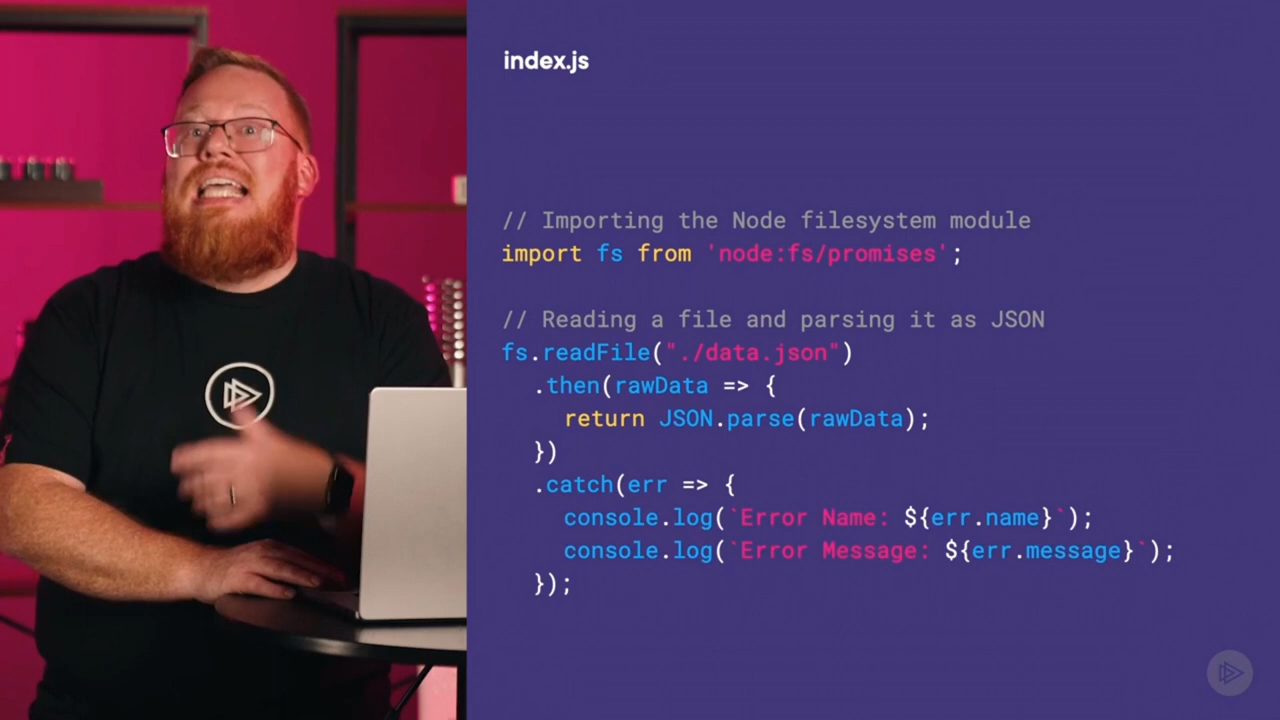 index.js
// Importing the Node filesystem module
import fs from 'node:fs/promises';
// Reading a file and parsing it as JSON
fs.readFile("./data.json")
.then(rawData => {
return JSON.parse(rawData);
})
.catch(err => {
console.log(`Error Name: ${err.name}`);
console.log(`Error Message: ${err.message}`);
});